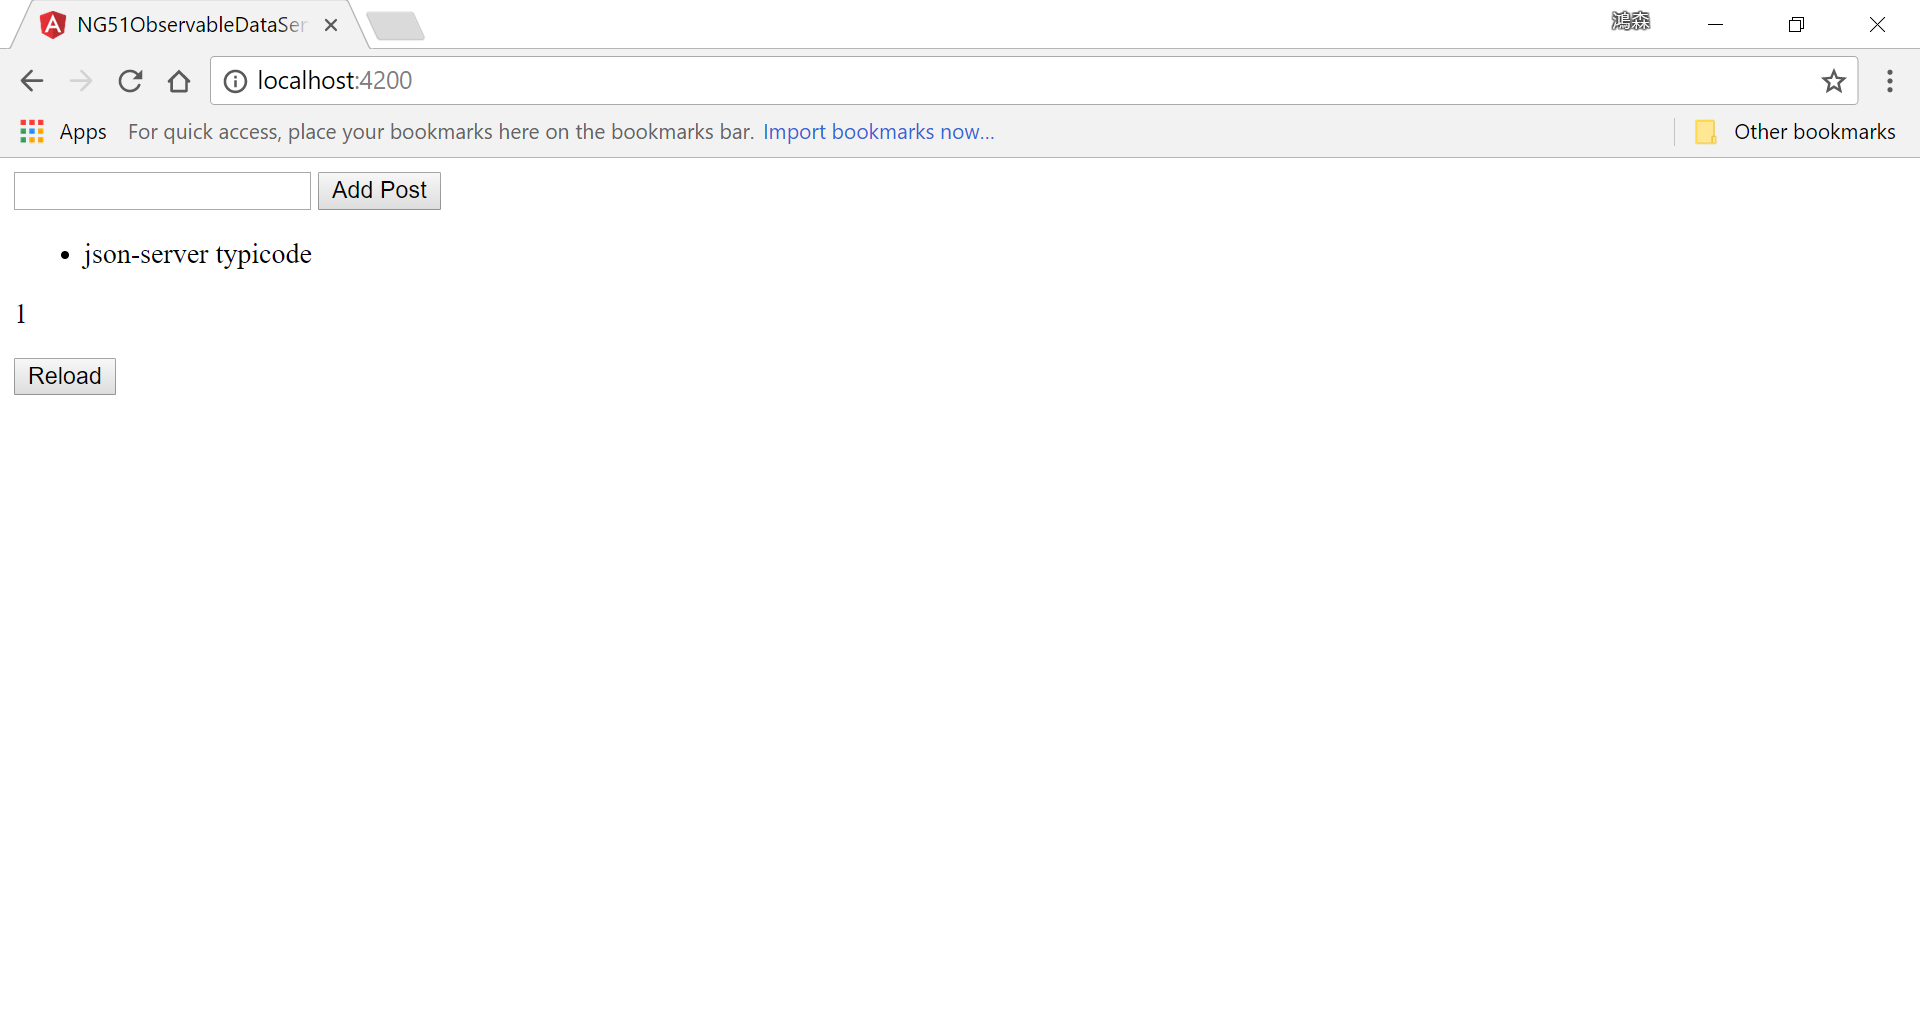 NG51ObservableDataSer
鴻森
localhost:4200
Apps For quick access, place your bookmarks here on the bookmarks bar. Import bookmarks now... Other bookmarks
Add Post
json-server typicode
1
Reload